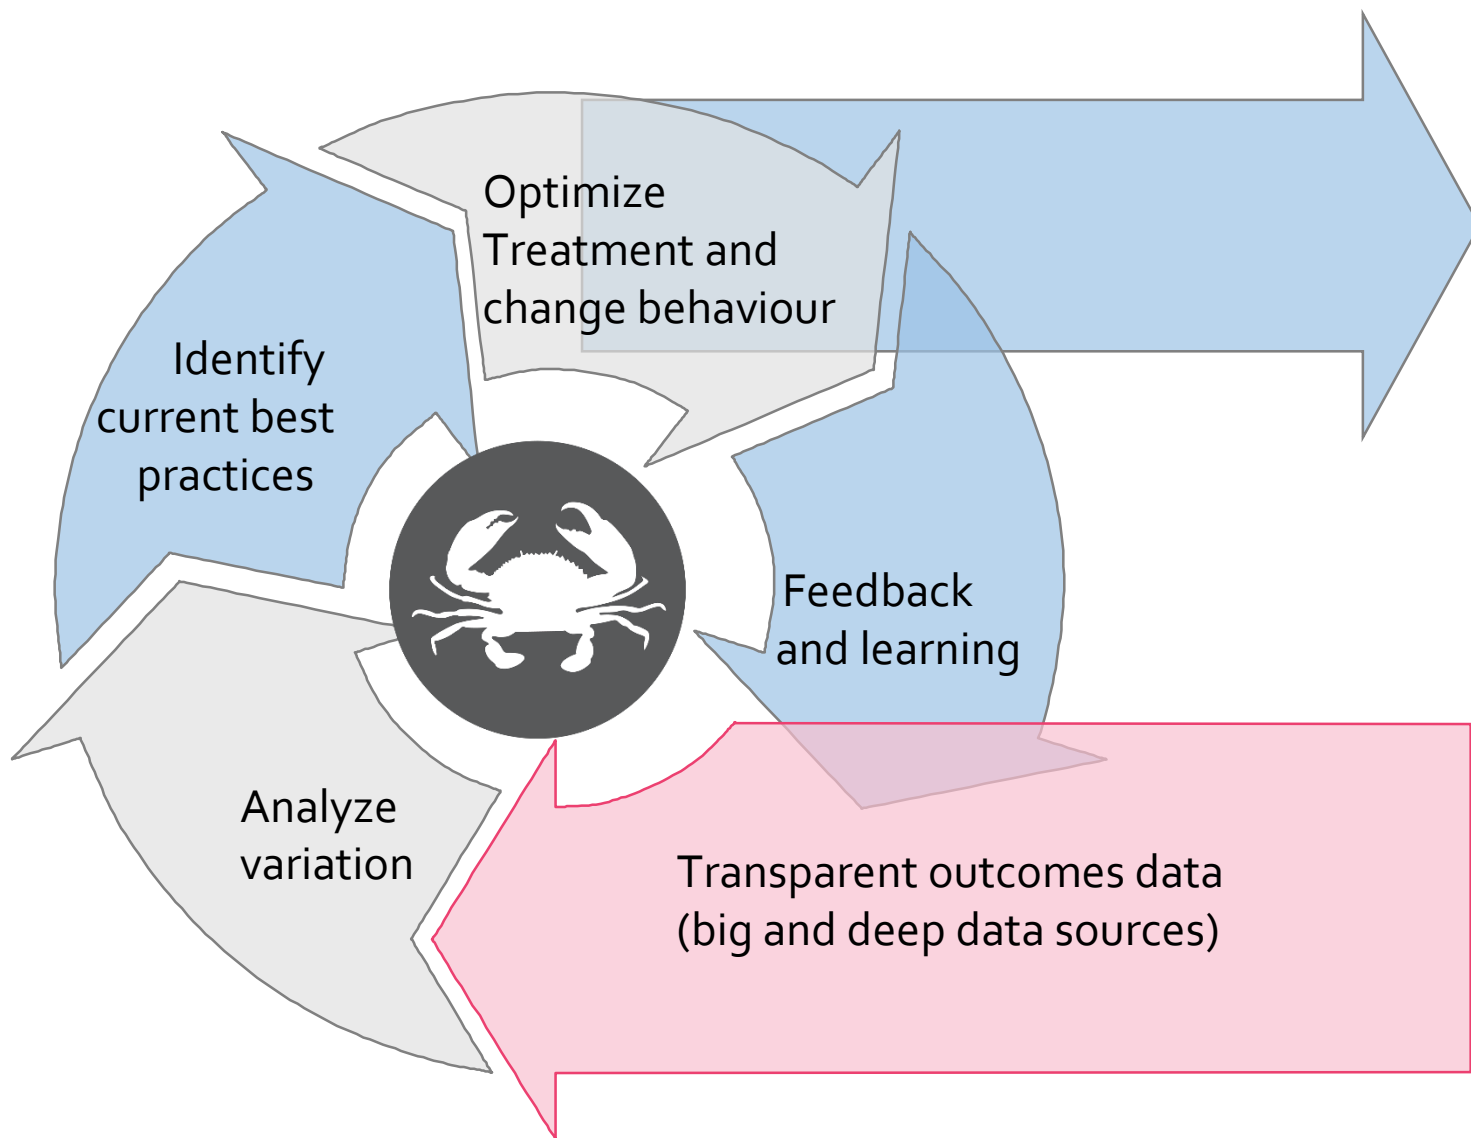 Optimize
Treatment and
change behaviour
Identify
current best
practices
Feedback
and learning
Analyze
variation
Transparent outcomes data
(big and deep data sources)